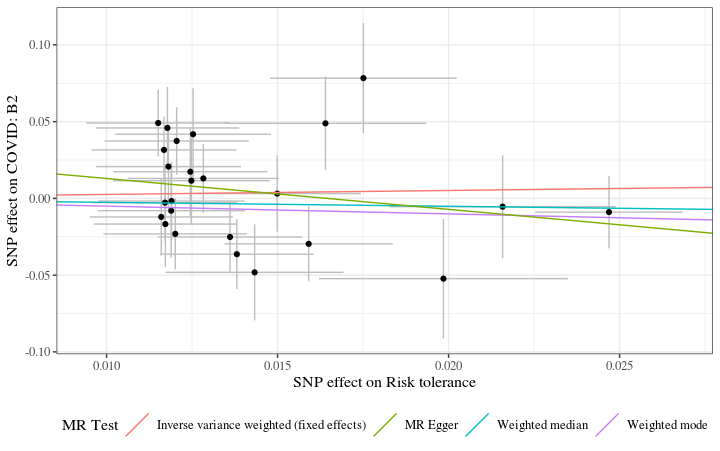 SNP effect on COVID: B2
0.10
0.05
0.00
-0.05
-0.10
0.010 0.015 0.020 0.025
SNP effect on Risk tolerance
MR Test Inverse variance weighted (fixed effects) MR Egger Weighted median Weighted mode